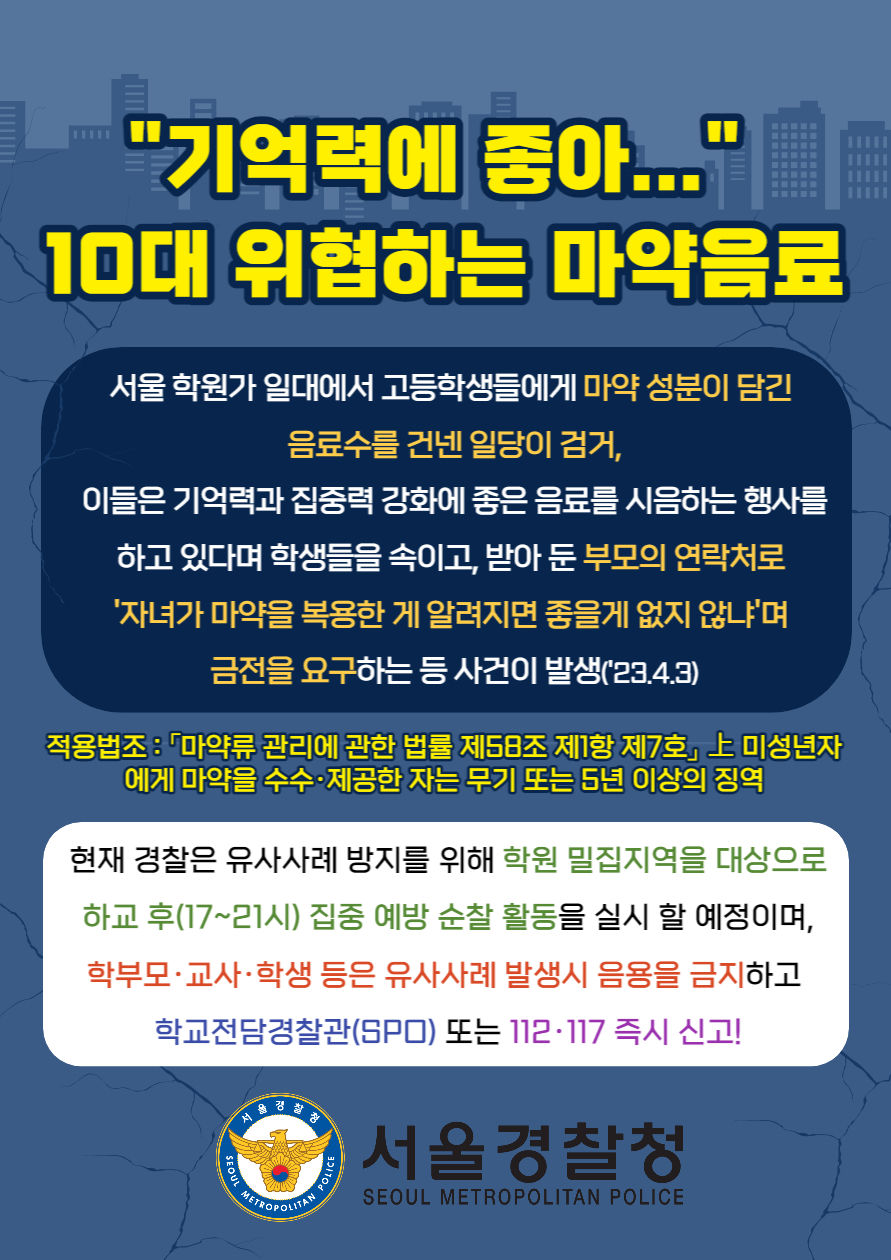 "기억력에 좋아..."
10대 위협하는 마약음료
서울 학원가 일대에서 고등학생들에게 마약 성분이 담긴
음료수를 건넨 일당이 검거,
이들은 기억력과 집중력 강화에 좋은 음료를 시음하는 행사를
하고 있다며 학생들을 속이고, 받아 둔 부모의 연락처로
'자녀가 마약을 복용한 게 알려지면 좋을게 없지 않냐'며
금전을 요구하는 등 사건이 발생('23.4.3)
적용법조 : 「마약류 관리에 관한 법률 제58조 제1항 제7호」 上 미성년자
에게 마약을 수수·제공한 자는 무기 또는 5년 이상의 징역
현재 경찰은 유사사례 방지를 위해 학원 밀집지역을 대상으로
하교 후(17~21시) 집중 예방 순찰 활동을 실시 할 예정이며,
학부모·교사·학생 등은 유사사례 발생시 음용을 금지하고
학교전담경찰관(SPO) 또는 112·117 즉시 신고!
서울경찰청
SEOUL METROPOLITAN POLICE
서울경찰청
SEOUL METROPOLITAN POLICE